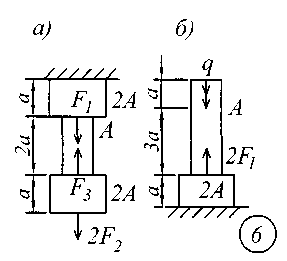 а) б)
a F₁ 2A a q
2a A 3a A
F₃ 2F₁
a 2A a 2A
2F₂
6